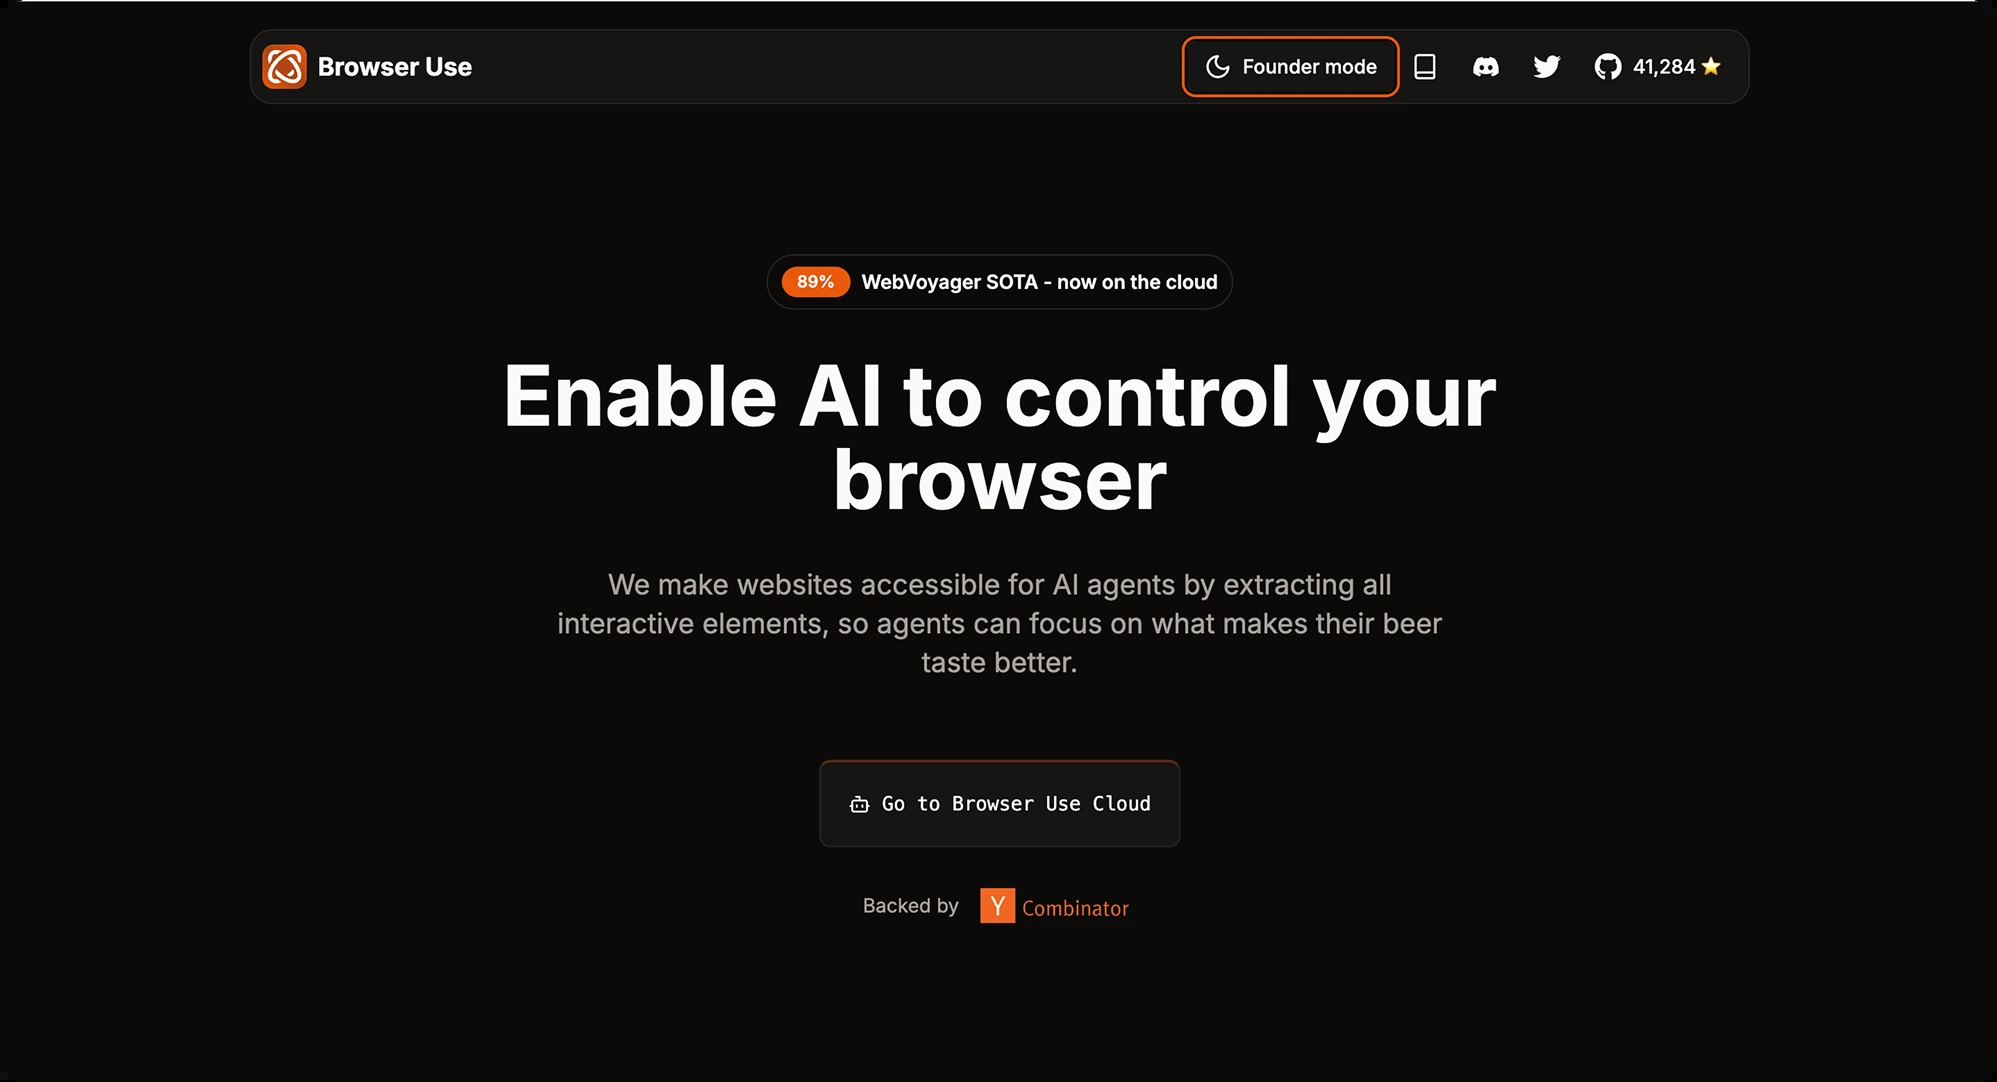 Browser Use
Founder mode
41,284
89% WebVoyager SOTA - now on the cloud
Enable AI to control your
browser
We make websites accessible for AI agents by extracting all
interactive elements, so agents can focus on what makes their beer
taste better.
Go to Browser Use Cloud
Backed by Y Combinator